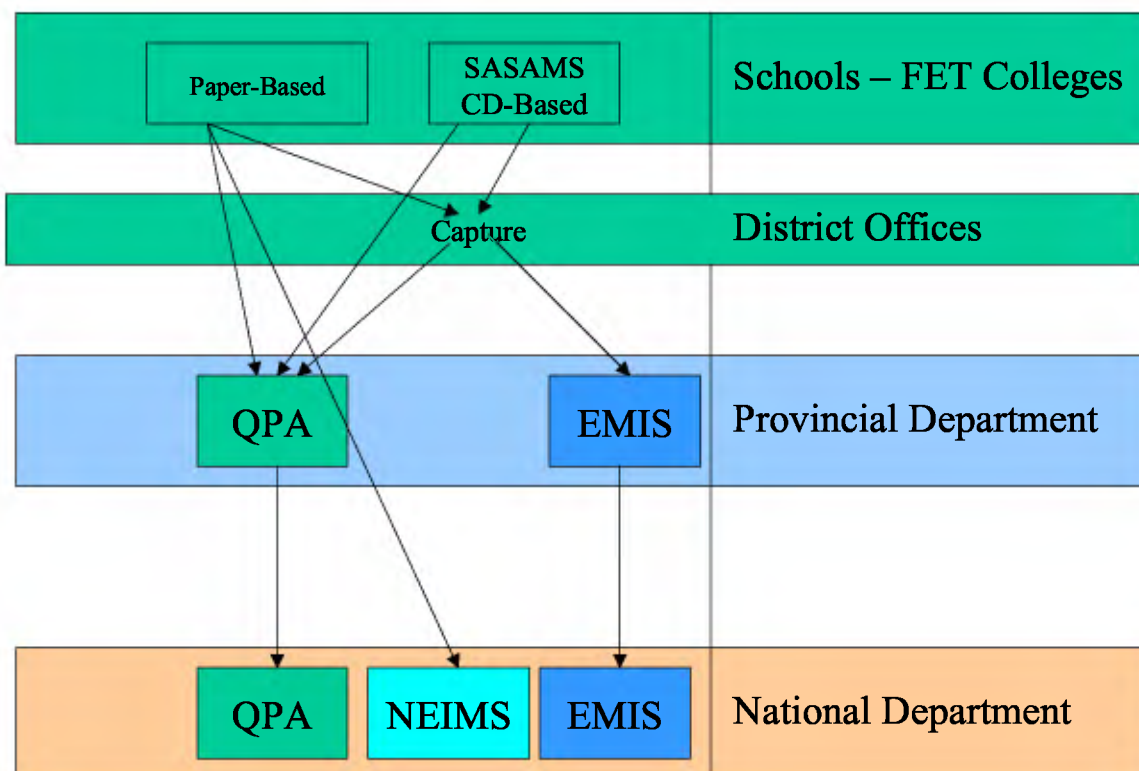 Paper-Based
SASAMS
CD-Based
Schools – FET Colleges
Capture
District Offices
QPA
EMIS
Provincial Department
QPA
NEIMS
EMIS
National Department